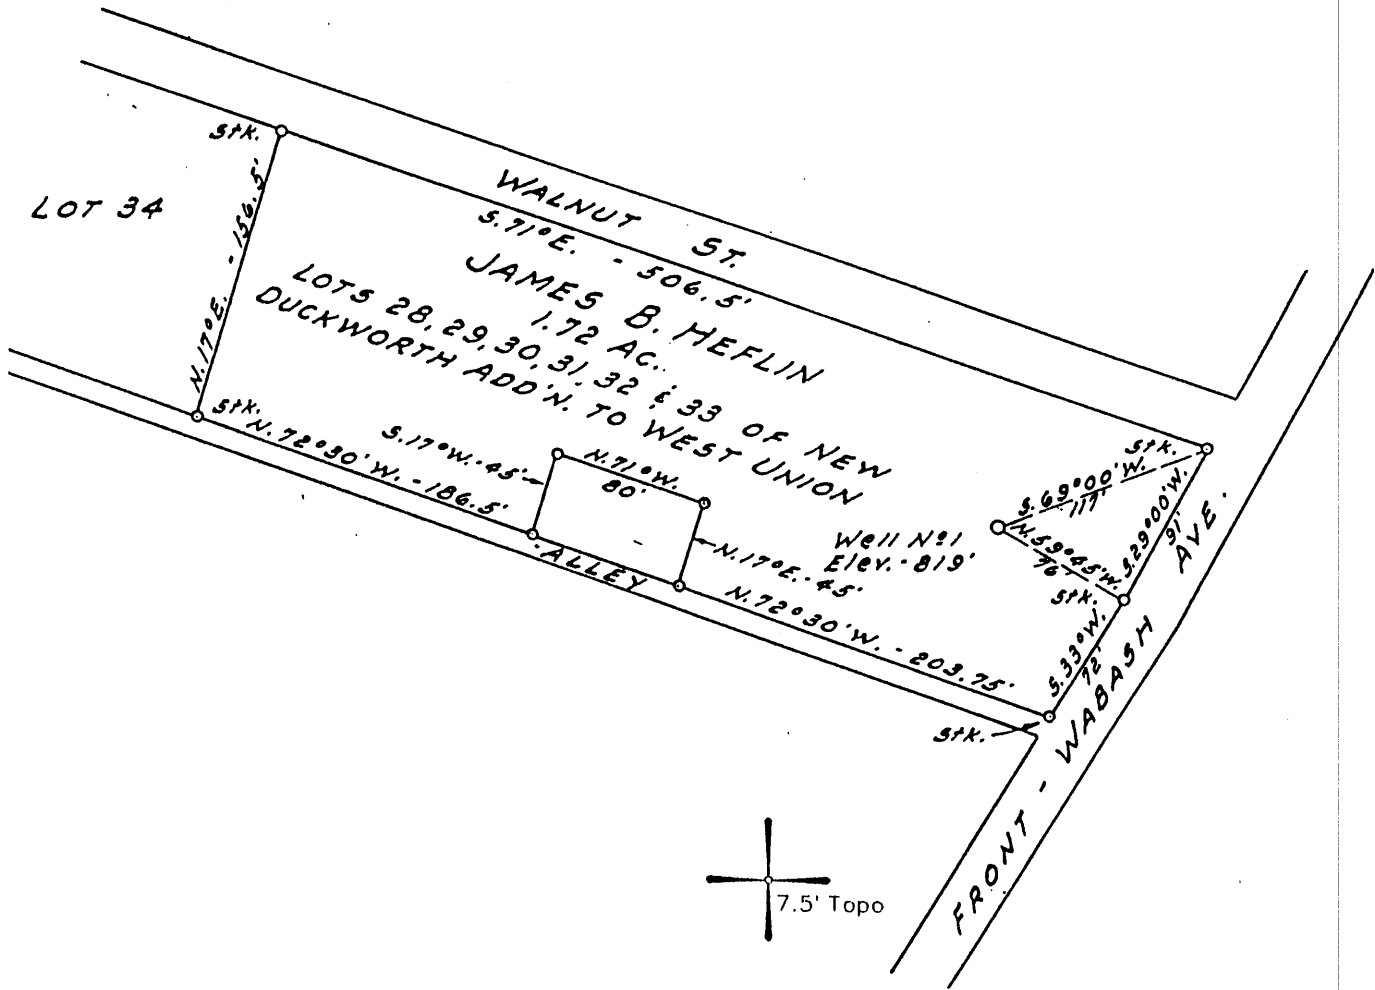 WALNUT ST.
S.71°E. - 506.5'
Stk.
N.17°E. - 156.5'
LOT 34
JAMES B. HEFLIN
1.72 AC.
LOTS 28, 29, 30, 31, 32 & 33 OF NEW
DUCKWORTH ADD'N. TO WEST UNION
Stk.
N.72°30'W. - 186.5'
S.17°W. - 45'
N.71°W.
80'
N.17°E. - 45'
ALLEY
N.72°30'W. - 203.75'
Well No 1
Elev. - 819'
Stk.
S.69°00'W.
117'
N.59°45'W.
76'
Stk.
S.29°00'W.
91'
S.33°W.
72'
Stk.
FRONT - WABASH AVE.
7.5' Topo